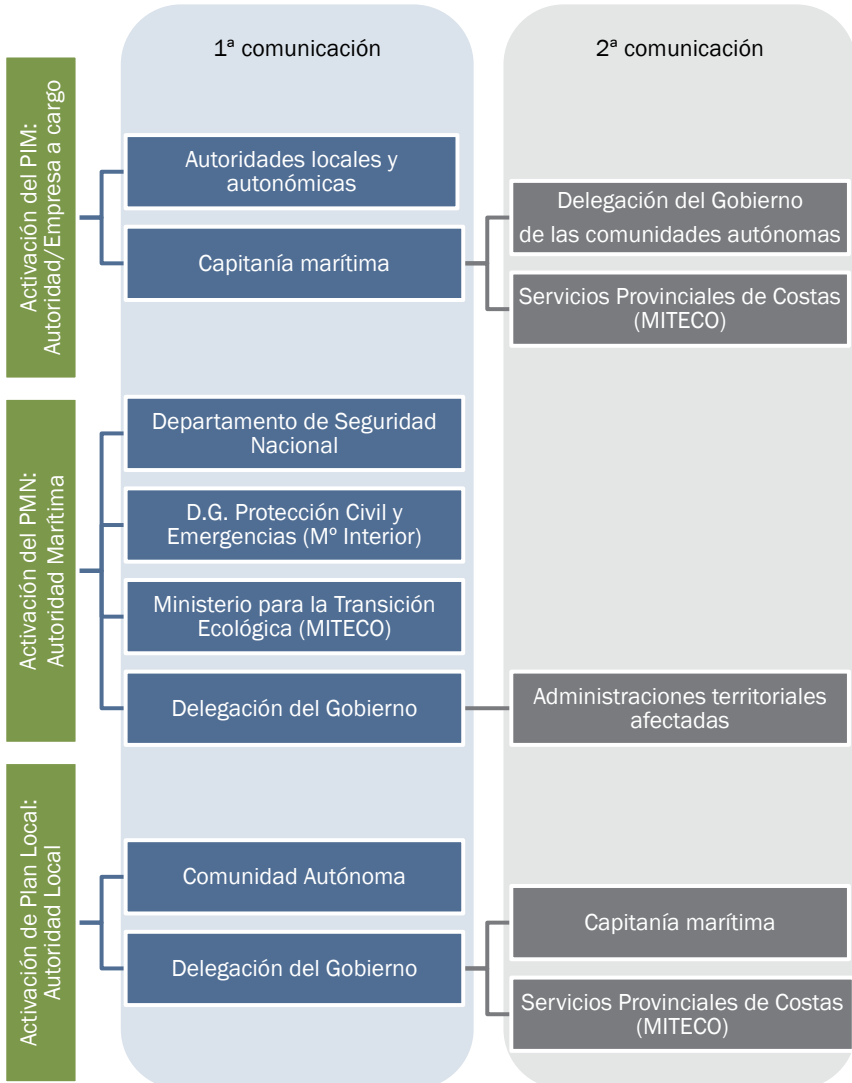 1ª comunicación
2ª comunicación
Activación del PIM:
Autoridad/Empresa a cargo
Autoridades locales y
autonómicas
Capitanía marítima
Delegación del Gobierno
de las comunidades autónomas
Servicios Provinciales de Costas
(MITECO)
Activación del PMN:
Autoridad Marítima
Departamento de Seguridad
Nacional
D.G. Protección Civil y
Emergencias (Mº Interior)
Ministerio para la Transición
Ecológica (MITECO)
Delegación del Gobierno
Administraciones territoriales
afectadas
Activación de Plan Local:
Autoridad Local
Comunidad Autónoma
Delegación del Gobierno
Capitanía marítima
Servicios Provinciales de Costas
(MITECO)